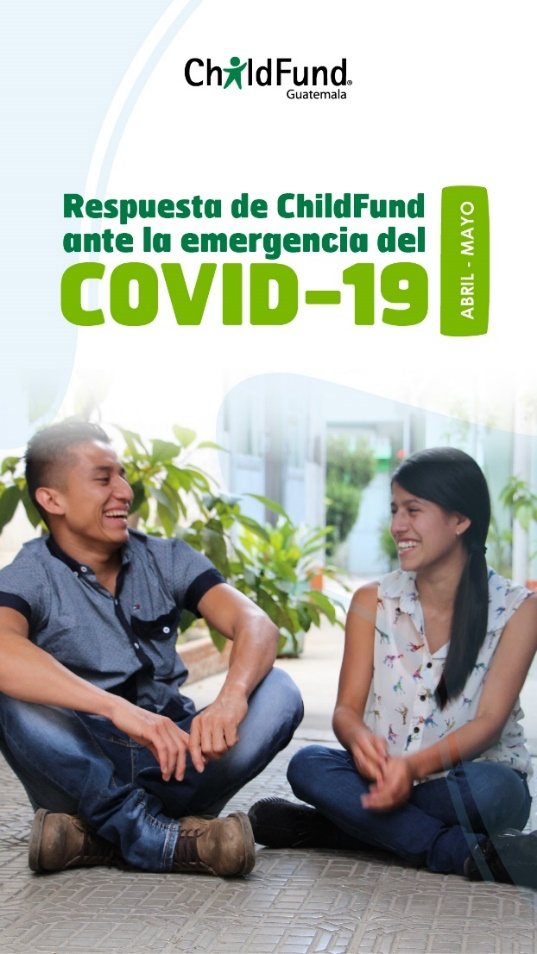 ChildFund®
Guatemala
Respuesta de ChildFund
ante la emergencia del
COVID-19
ABRIL - MAYO